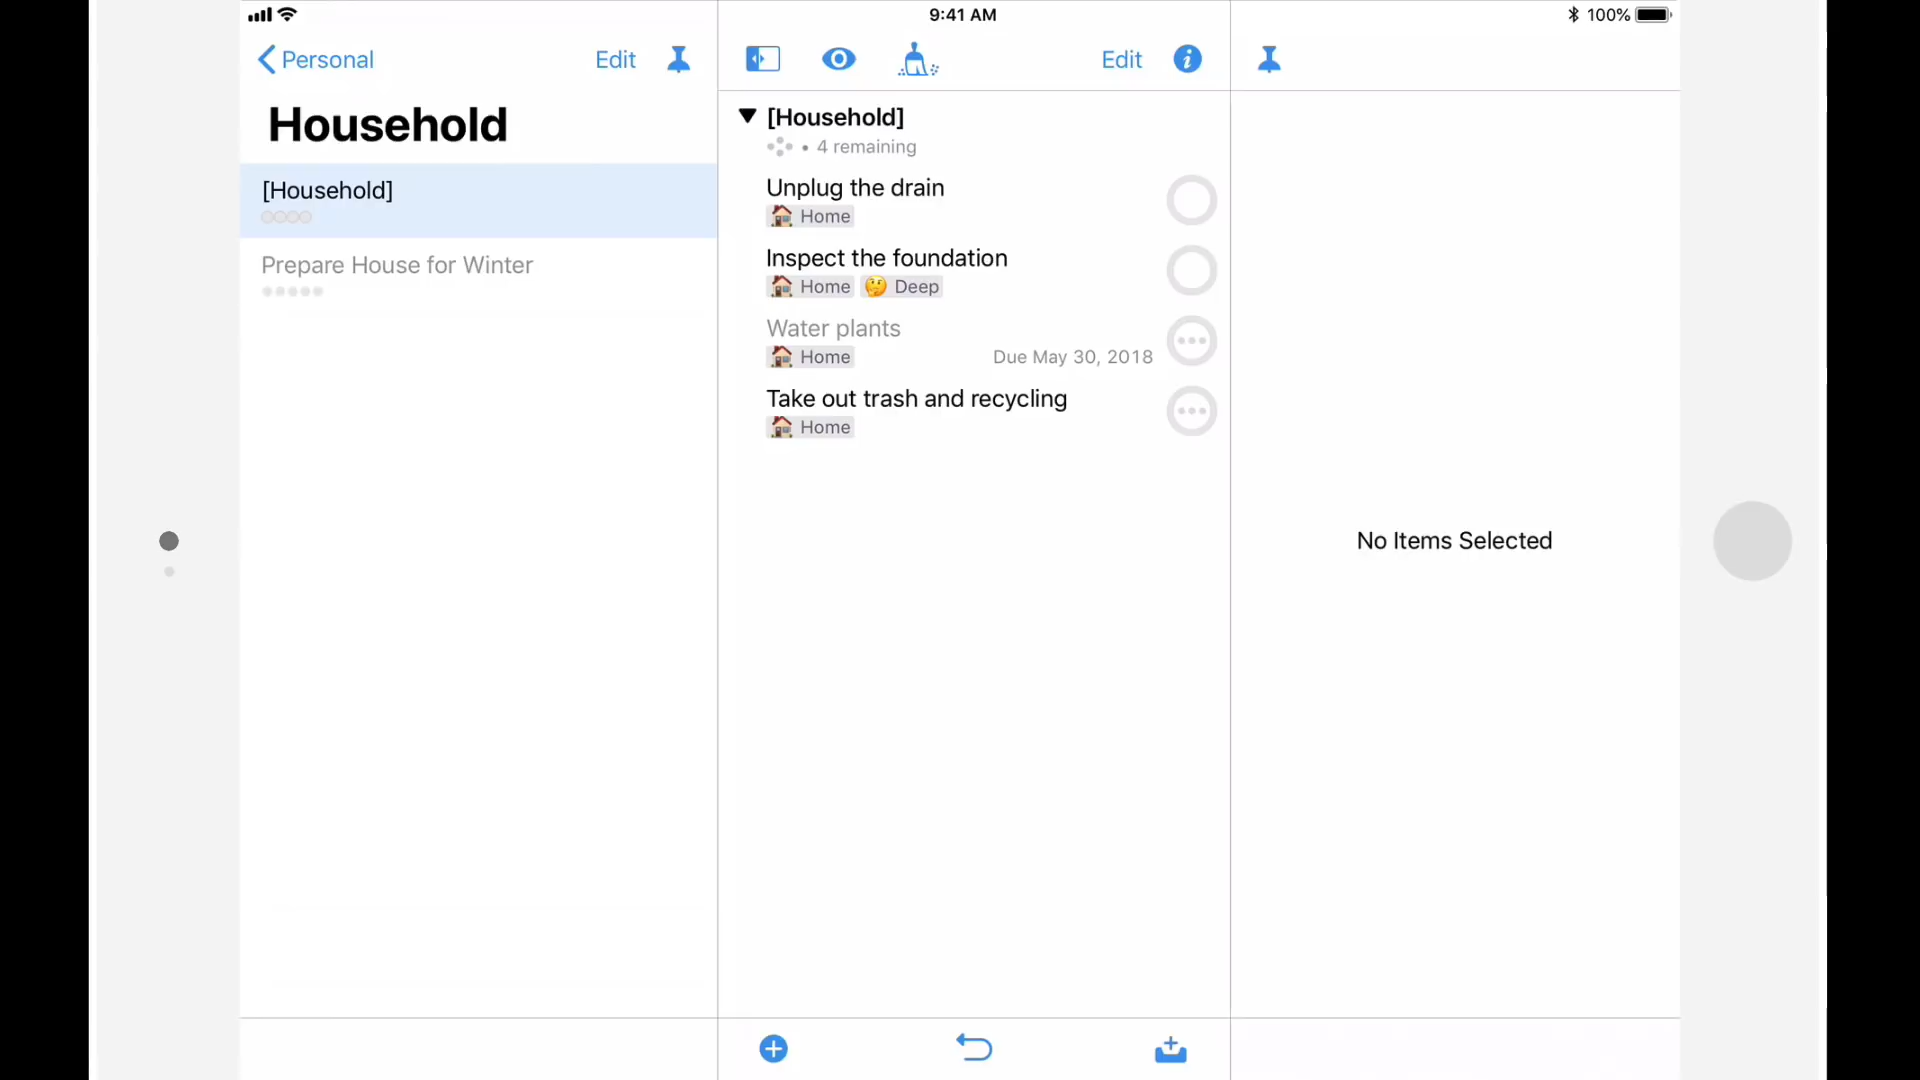 9:41 AM
100%
Personal
Edit
Edit
Household
[Household]
Prepare House for Winter
[Household]
• 4 remaining
Unplug the drain
Home
Inspect the foundation
Home Deep
Water plants
Home Due May 30, 2018
Take out trash and recycling
Home
No Items Selected